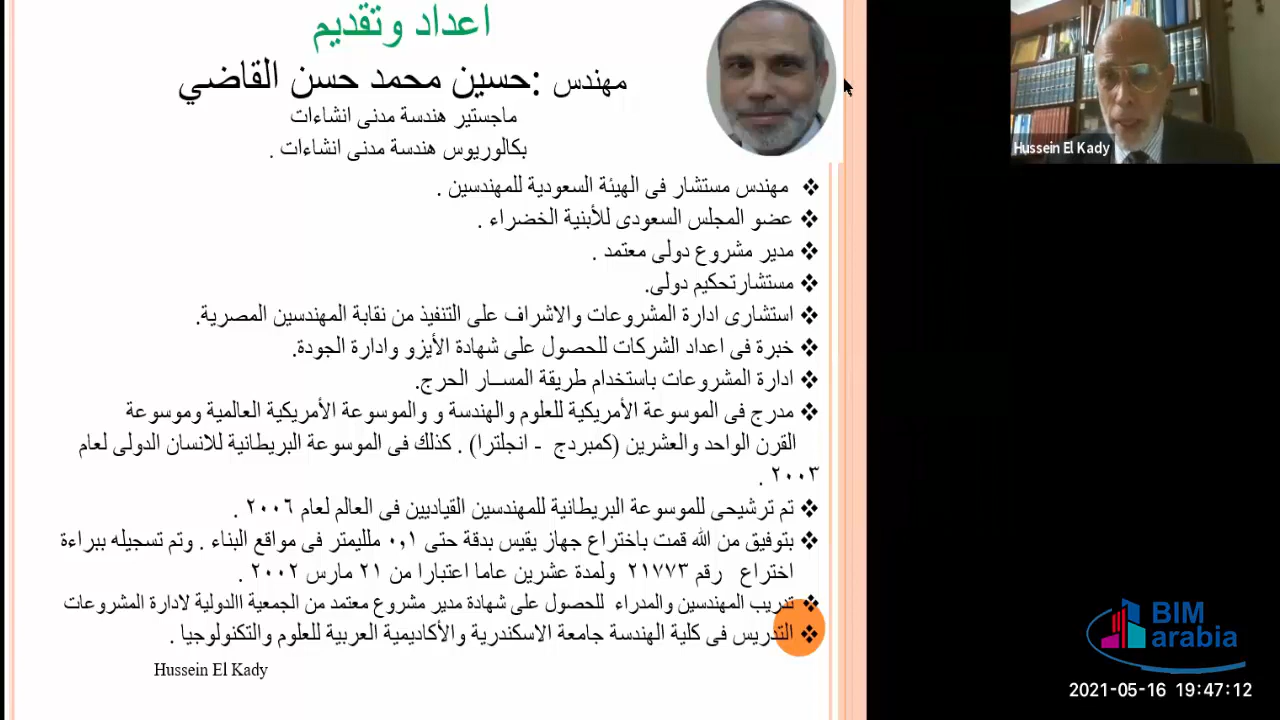 اعداد وتقديم
مهندس :حسين محمد حسن القاضي
ماجستير هندسة مدنى انشاءات
بكالوريوس هندسة مدنى انشاءات .
❖ مهندس مستشار فى الهيئة السعودية للمهندسين .
❖ عضو المجلس السعودى للأبنية الخضراء .
❖ مدير مشروع دولى معتمد .
❖ مستشارتحكيم دولى.
❖ استشارى ادارة المشروعات والاشراف على التنفيذ من نقابة المهندسين المصرية.
❖ خبرة فى اعداد الشركات للحصول على شهادة الأيزو وادارة الجودة.
❖ ادارة المشروعات باستخدام طريقة المســار الحرج.
❖ مدرج فى الموسوعة الأمريكية للعلوم والهندسة و والموسوعة الأمريكية العالمية وموسوعة
القرن الواحد والعشرين (كمبردج - انجلترا) . كذلك فى الموسوعة البريطانية للانسان الدولى لعام
٢٠٠٣ .
❖ تم ترشيحى للموسوعة البريطانية للمهندسين القياديين فى العالم لعام ٢٠٠٦ .
❖ بتوفيق من الله قمت باختراع جهاز يقيس بدقة حتى ٠,١ ملليمتر فى مواقع البناء . وتم تسجيله ببراءة
اختراع رقم ٢١٧٧٣ ولمدة عشرين عاما اعتبارا من ٢١ مارس ٢٠٠٢ .
❖ تدريب المهندسين والمدراء للحصول على شهادة مدير مشروع معتمد من الجمعية االدولية لادارة المشروعات
❖ التدريس فى كلية الهندسة جامعة الاسكندرية والأكاديمية العربية للعلوم والتكنولوجيا .
Hussein El Kady
Hussein El Kady
BIM
arabia
2021-05-16 19:47:12